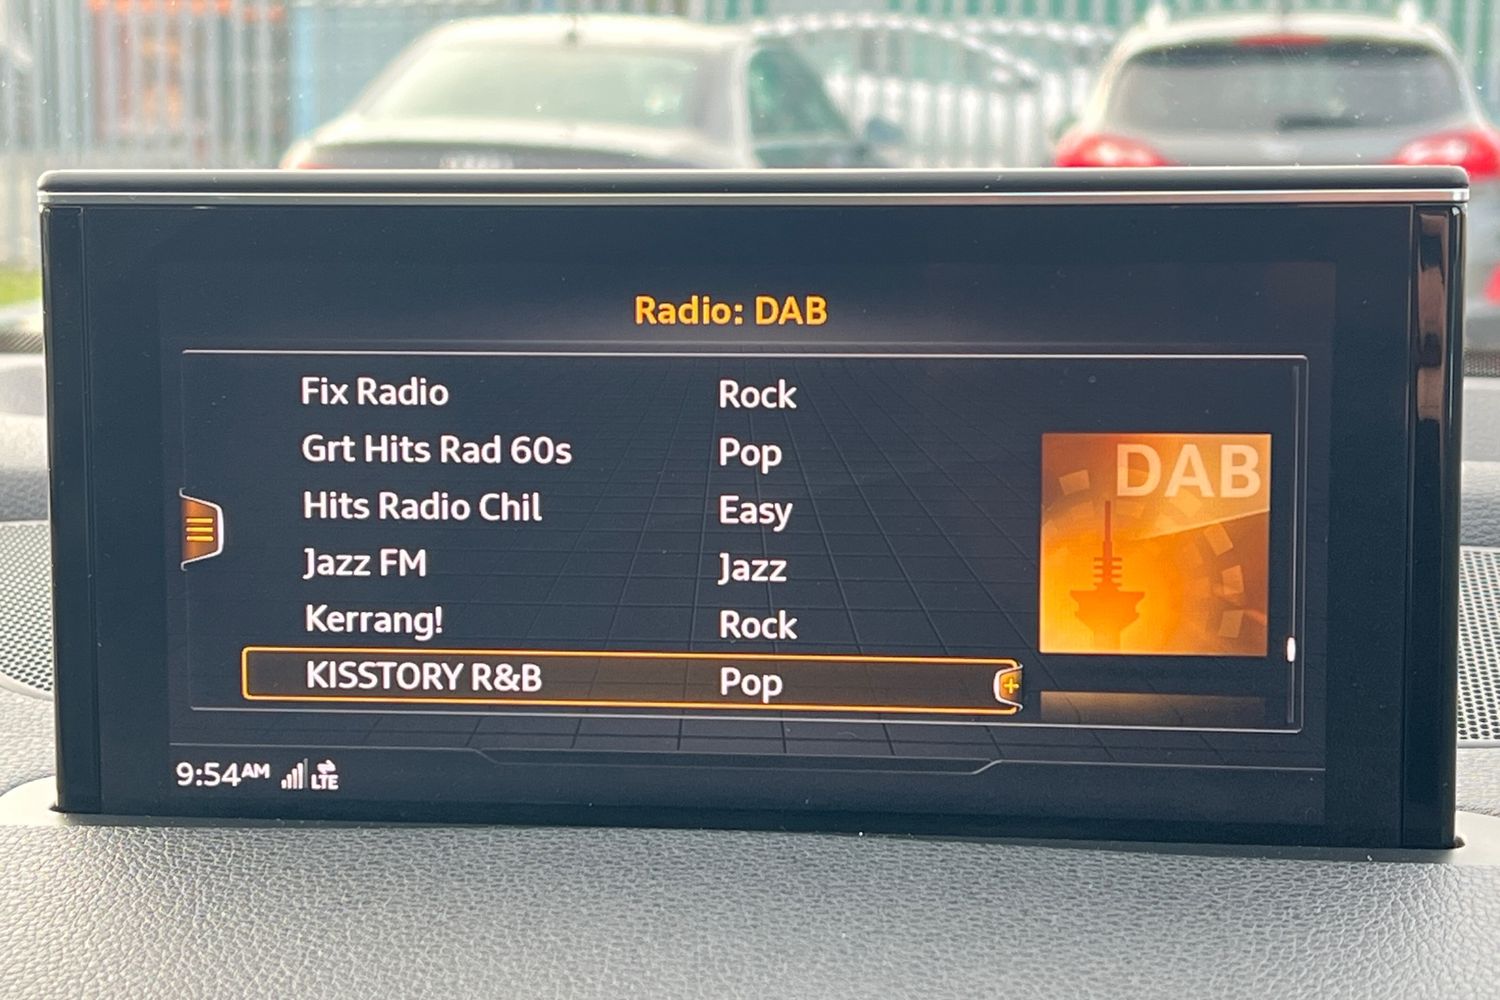 Radio: DAB
Fix Radio Rock
Grt Hits Rad 60s Pop
Hits Radio Chil Easy
Jazz FM Jazz
Kerrang! Rock
KISSTORY R&B Pop
DAB
9:54AM LTE